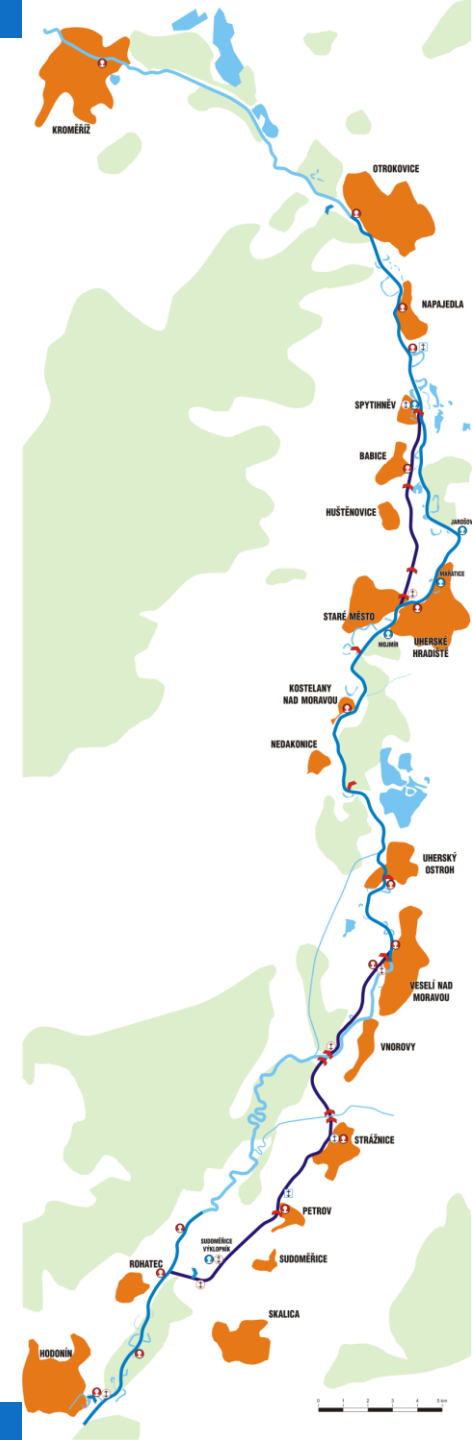 KROMĚŘÍŽ
OTROKOVICE
NAPAJEDLA
SPYTIHNĚV
BABICE
HUŠTĚNOVICE
JAROŠOV
MAŘATICE
STARÉ MĚSTO
UHERSKÉ
HRADIŠTĚ
MOJMÍR
KOSTELANY
NAD MORAVOU
NEDAKONICE
UHERSKÝ
OSTROH
VESELÍ NAD
MORAVOU
VNOROVY
STRÁŽNICE
PETROV
SUDOMĚŘICE
VÝKLOPNÍK
SUDOMĚŘICE
ROHATEC
SKALICA
HODONÍN
0 1 2 3 4 5 km